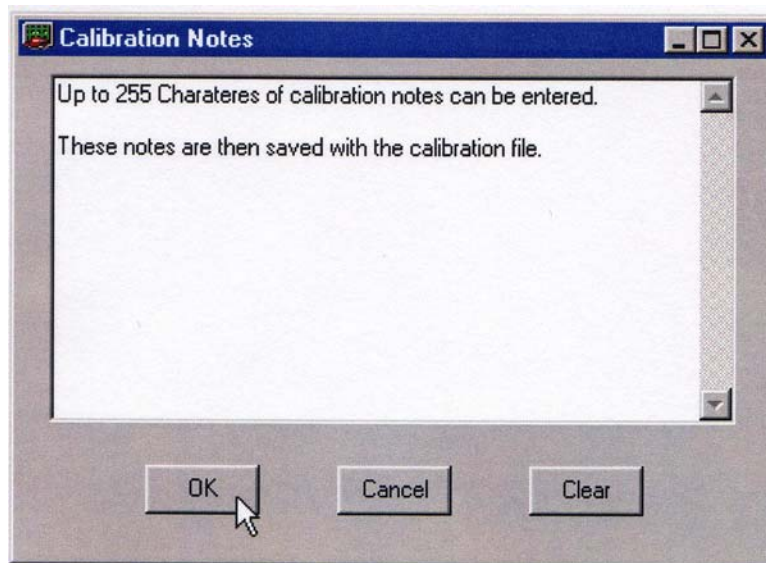 Calibration Notes
Up to 255 Charateres of calibration notes can be entered.
These notes are then saved with the calibration file.
OK
Cancel
Clear